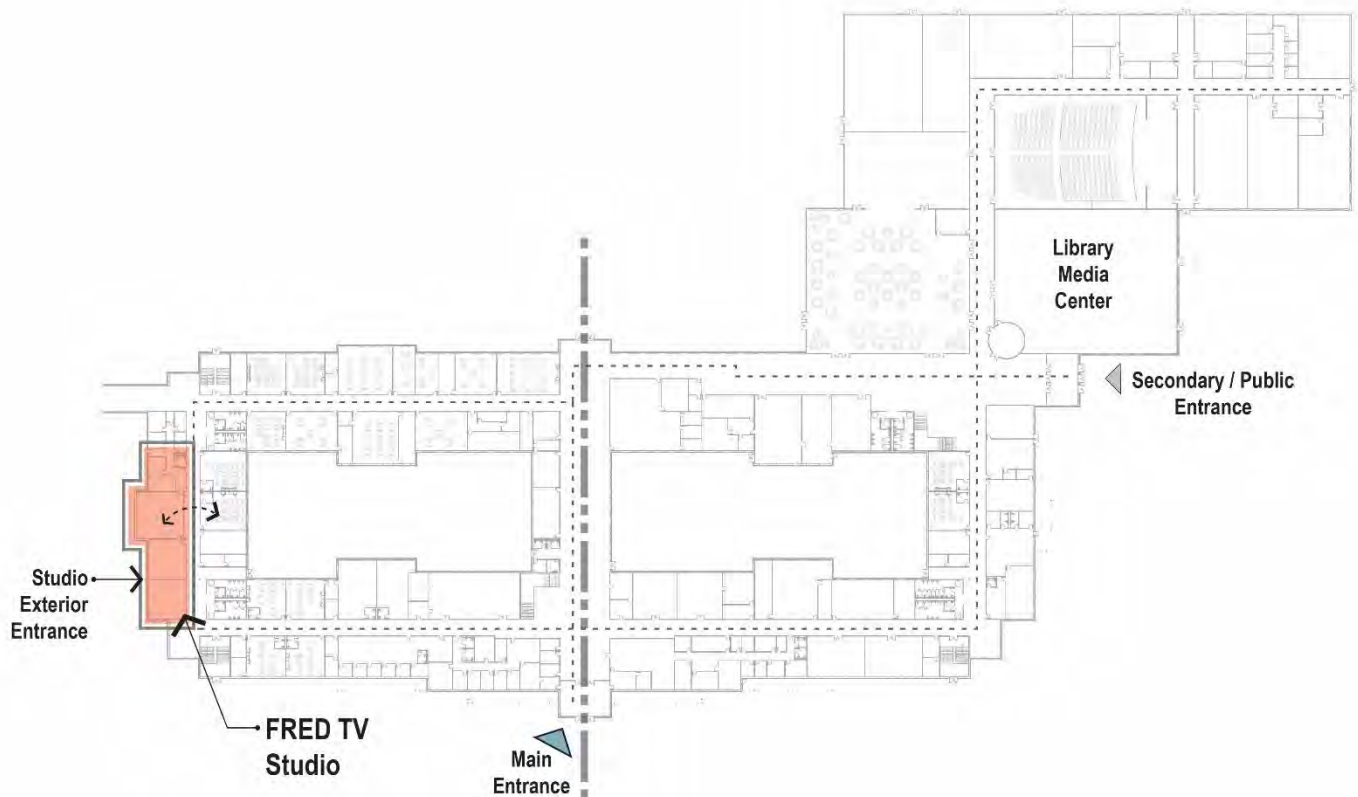 Library
Media
Center
Secondary / Public
Entrance
Studio
Exterior
Entrance
FRED TV
Studio
Main
Entrance